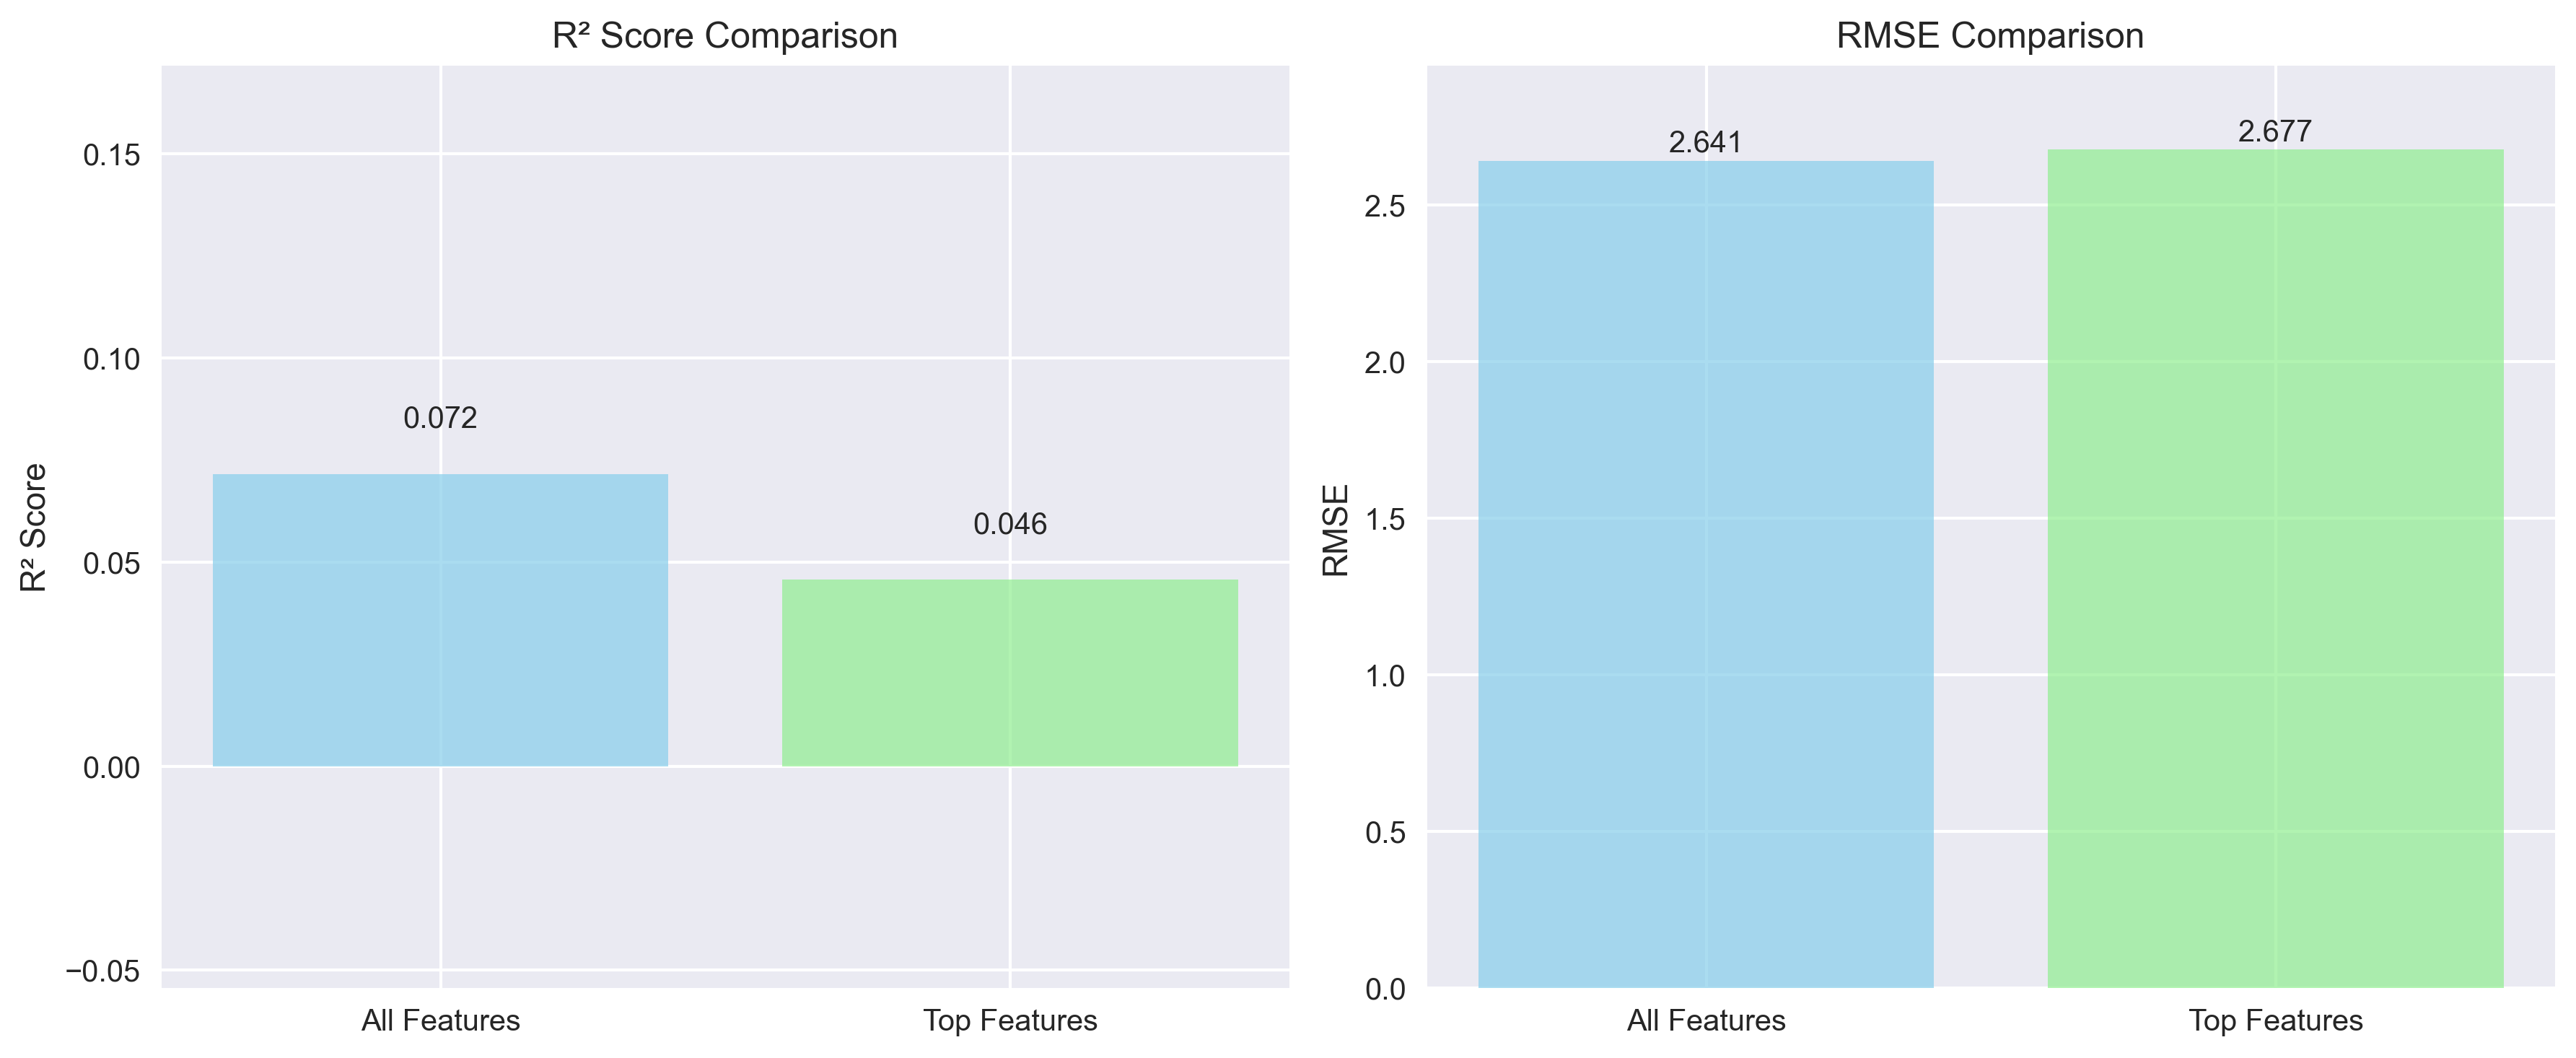 R² Score Comparison
R² Score
0.15
0.10
0.05
0.00
−0.05
0.072
0.046
All Features
Top Features
RMSE Comparison
RMSE
2.5
2.0
1.5
1.0
0.5
0.0
2.641
2.677
All Features
Top Features